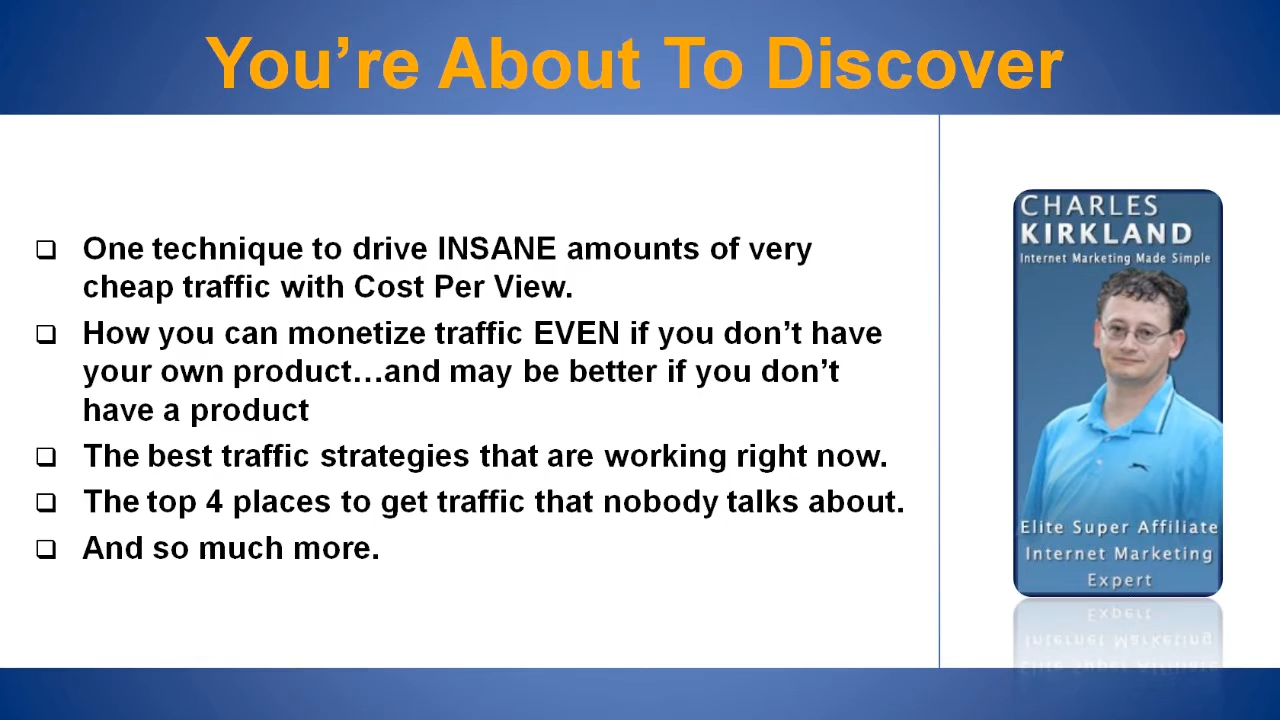 You’re About To Discover
One technique to drive INSANE amounts of very
cheap traffic with Cost Per View.
How you can monetize traffic EVEN if you don’t have
your own product…and may be better if you don’t
have a product
The best traffic strategies that are working right now.
The top 4 places to get traffic that nobody talks about.
And so much more.
CHARLES
KIRKLAND
Internet Marketing Made Simple
Elite Super Affiliate
Internet Marketing
Expert